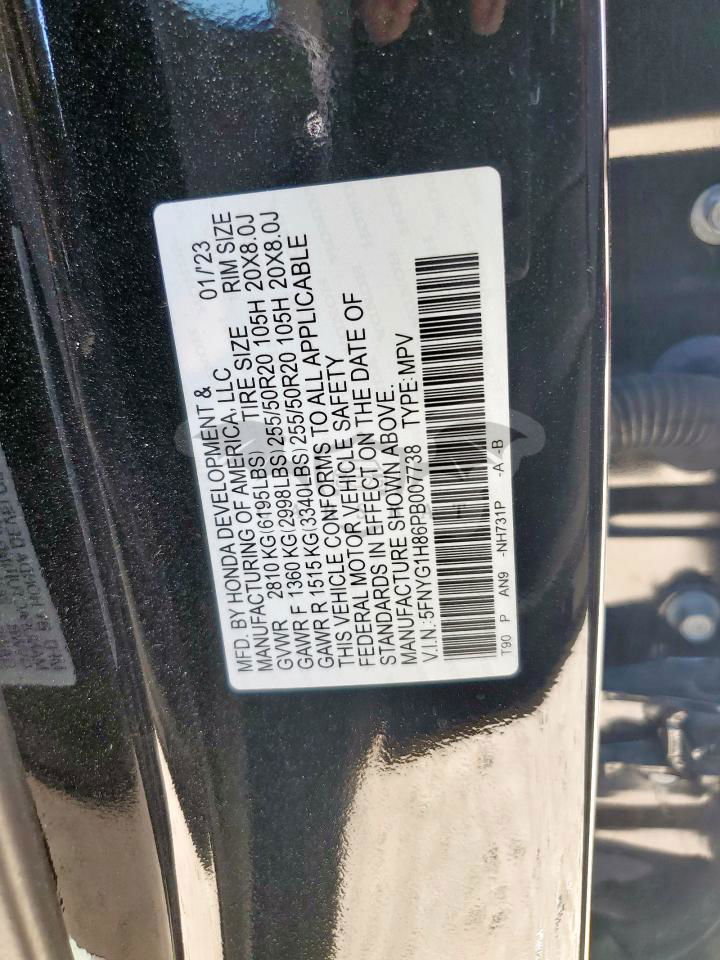 MFD. BY HONDA DEVELOPMENT & 01/'23
MANUFACTURING OF AMERICA, LLC
TIRE SIZE RIM SIZE
GVWR 2810 KG(6195LBS)
GAWR F 1360 KG(2998LBS) 255/50R20 105H 20X8.0J
GAWR R 1515 KG(3340LBS) 255/50R20 105H 20X8.0J
THIS VEHICLE CONFORMS TO ALL APPLICABLE
FEDERAL MOTOR VEHICLE SAFETY
STANDARDS IN EFFECT ON THE DATE OF
MANUFACTURE SHOWN ABOVE.
V.I.N.: 5FNYG1H86PB007738 TYPE: MPV
T90 P AN9 -NH731P -A -B